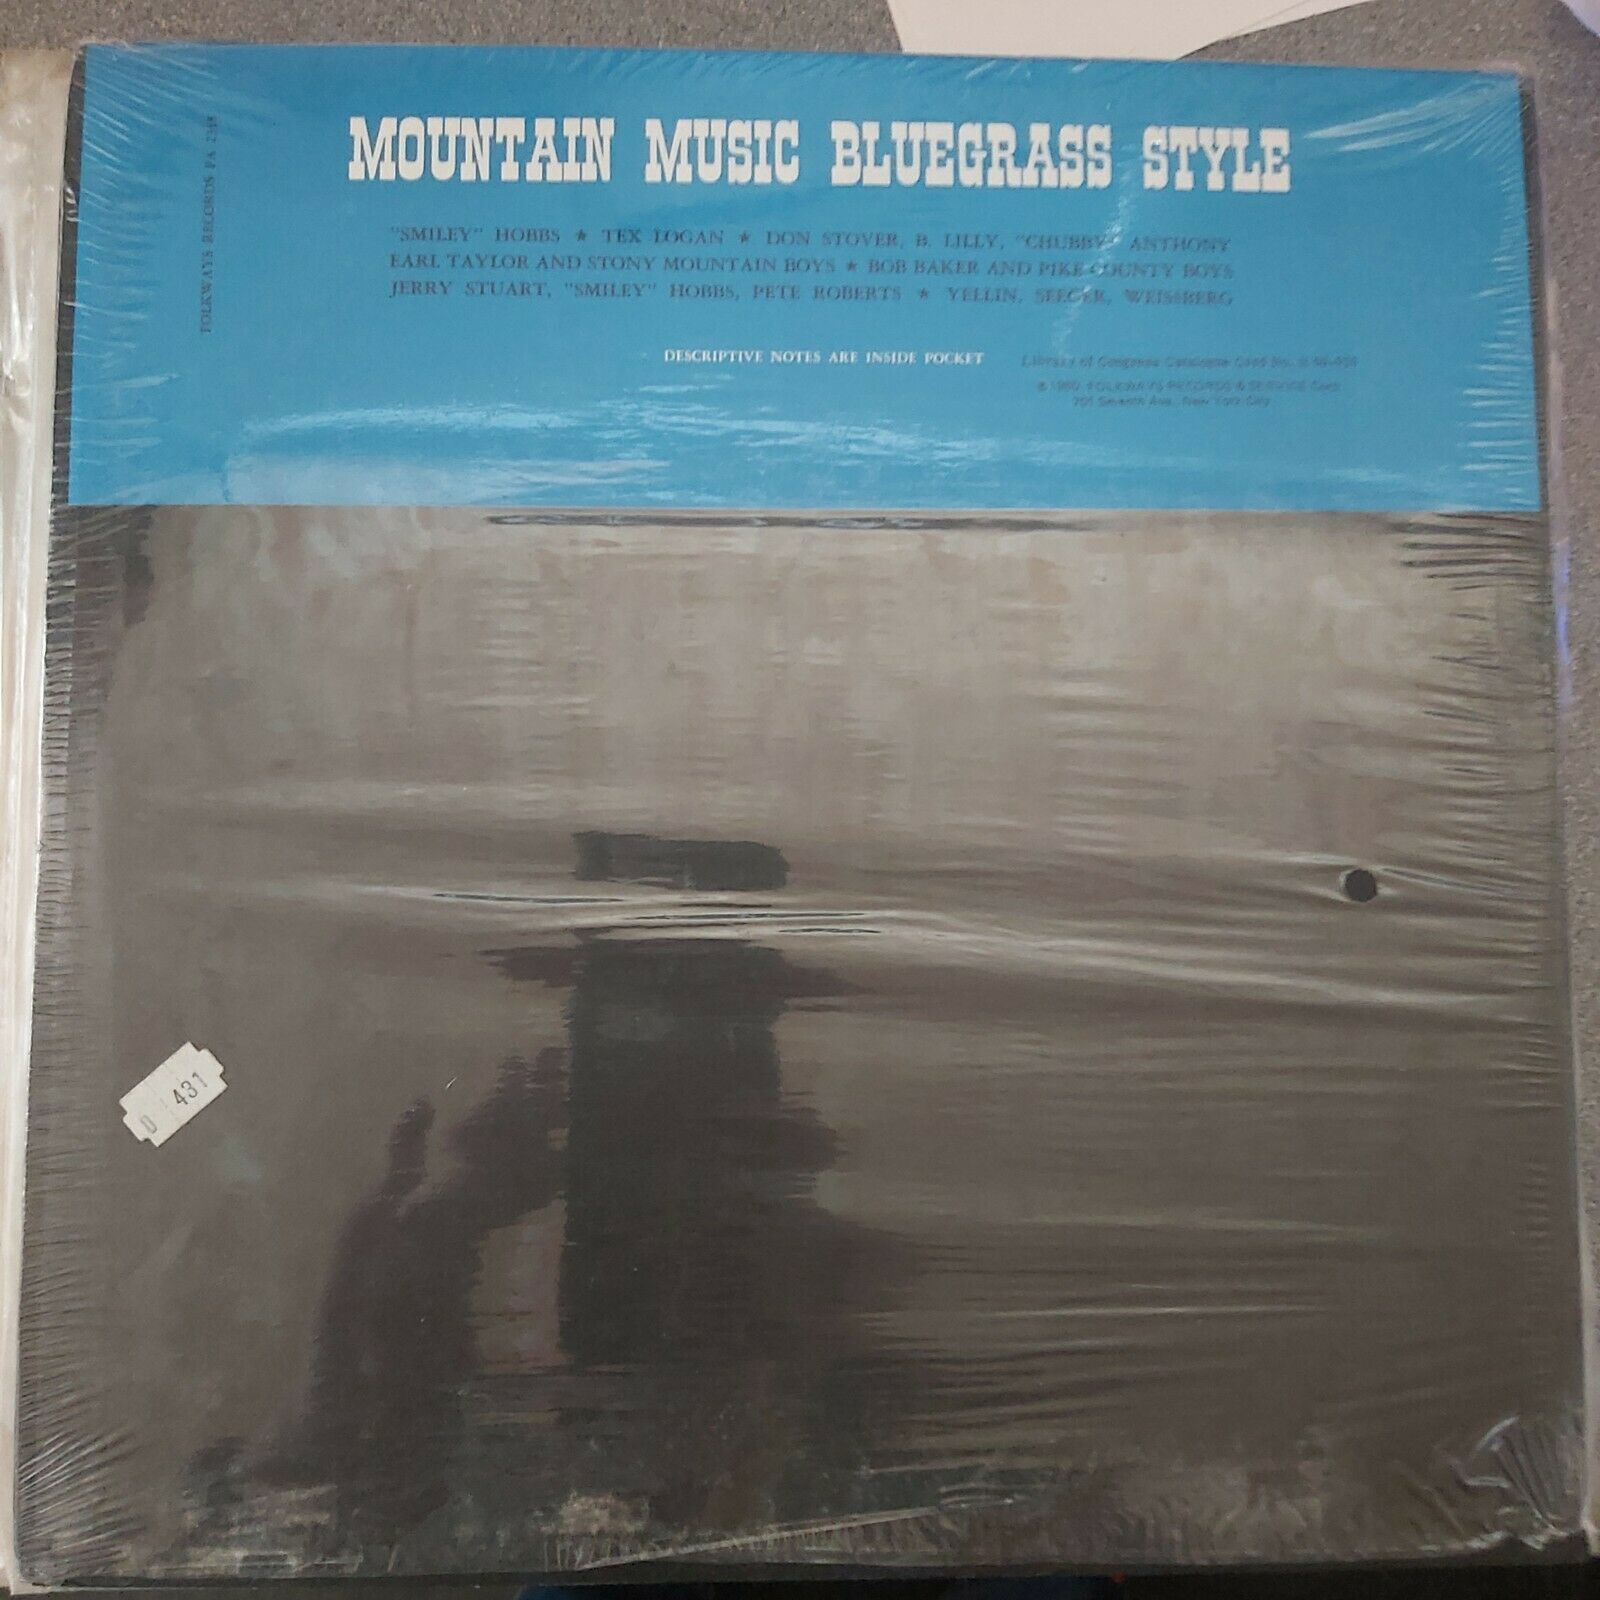 MOUNTAIN MUSIC BLUEGRASS STYLE
"SMILEY" HOBBS ★ TEX LOGAN ★ DON STOVER, B. LILLY, "CHUBBY" ANTHONY
EARL TAYLOR AND STONY MOUNTAIN BOYS ★ BOB BAKER AND PIKE COUNTY BOYS
JERRY STUART, "SMILEY" HOBBS, PETE ROBERTS ★ YELLIN, SEEGER, WEISSBERG
DESCRIPTIVE NOTES ARE INSIDE POCKET
Library of Congress Catalogue Card No. R
© 1960 FOLKWAYS RECORDS & SERVICE Corp.
701 Seventh Ave., New York City
FOLKWAYS RECORDS FA
D 431